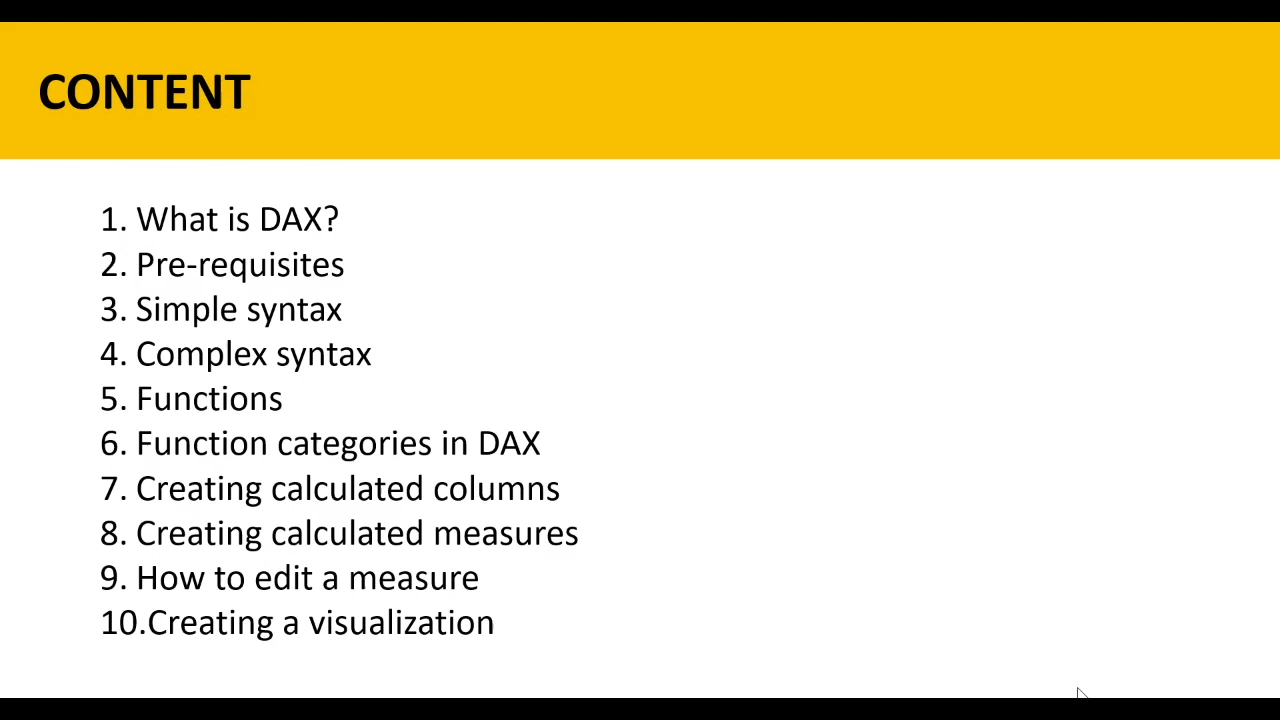 CONTENT
1. What is DAX?
2. Pre-requisites
3. Simple syntax
4. Complex syntax
5. Functions
6. Function categories in DAX
7. Creating calculated columns
8. Creating calculated measures
9. How to edit a measure
10.Creating a visualization